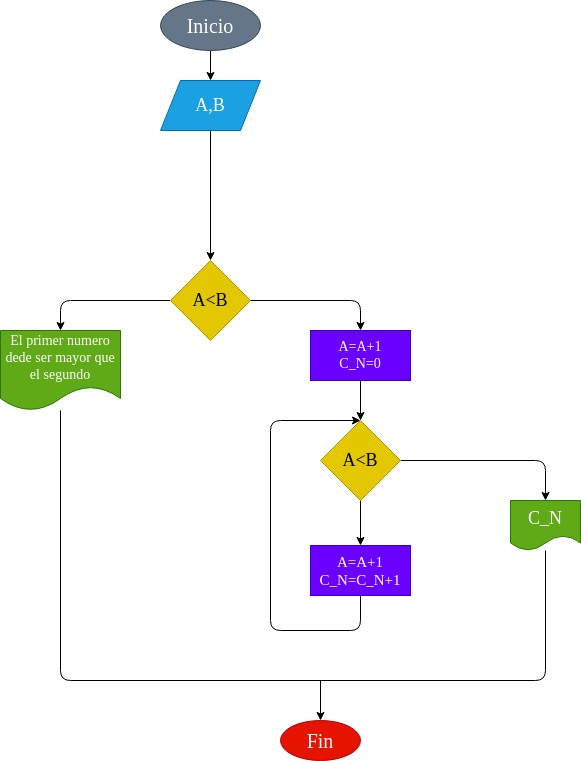 Inicio
A,B
A<B
El primer numero
dede ser mayor que
el segundo
A=A+1
C_N=0
A<B
C_N
A=A+1
C_N=C_N+1
Fin